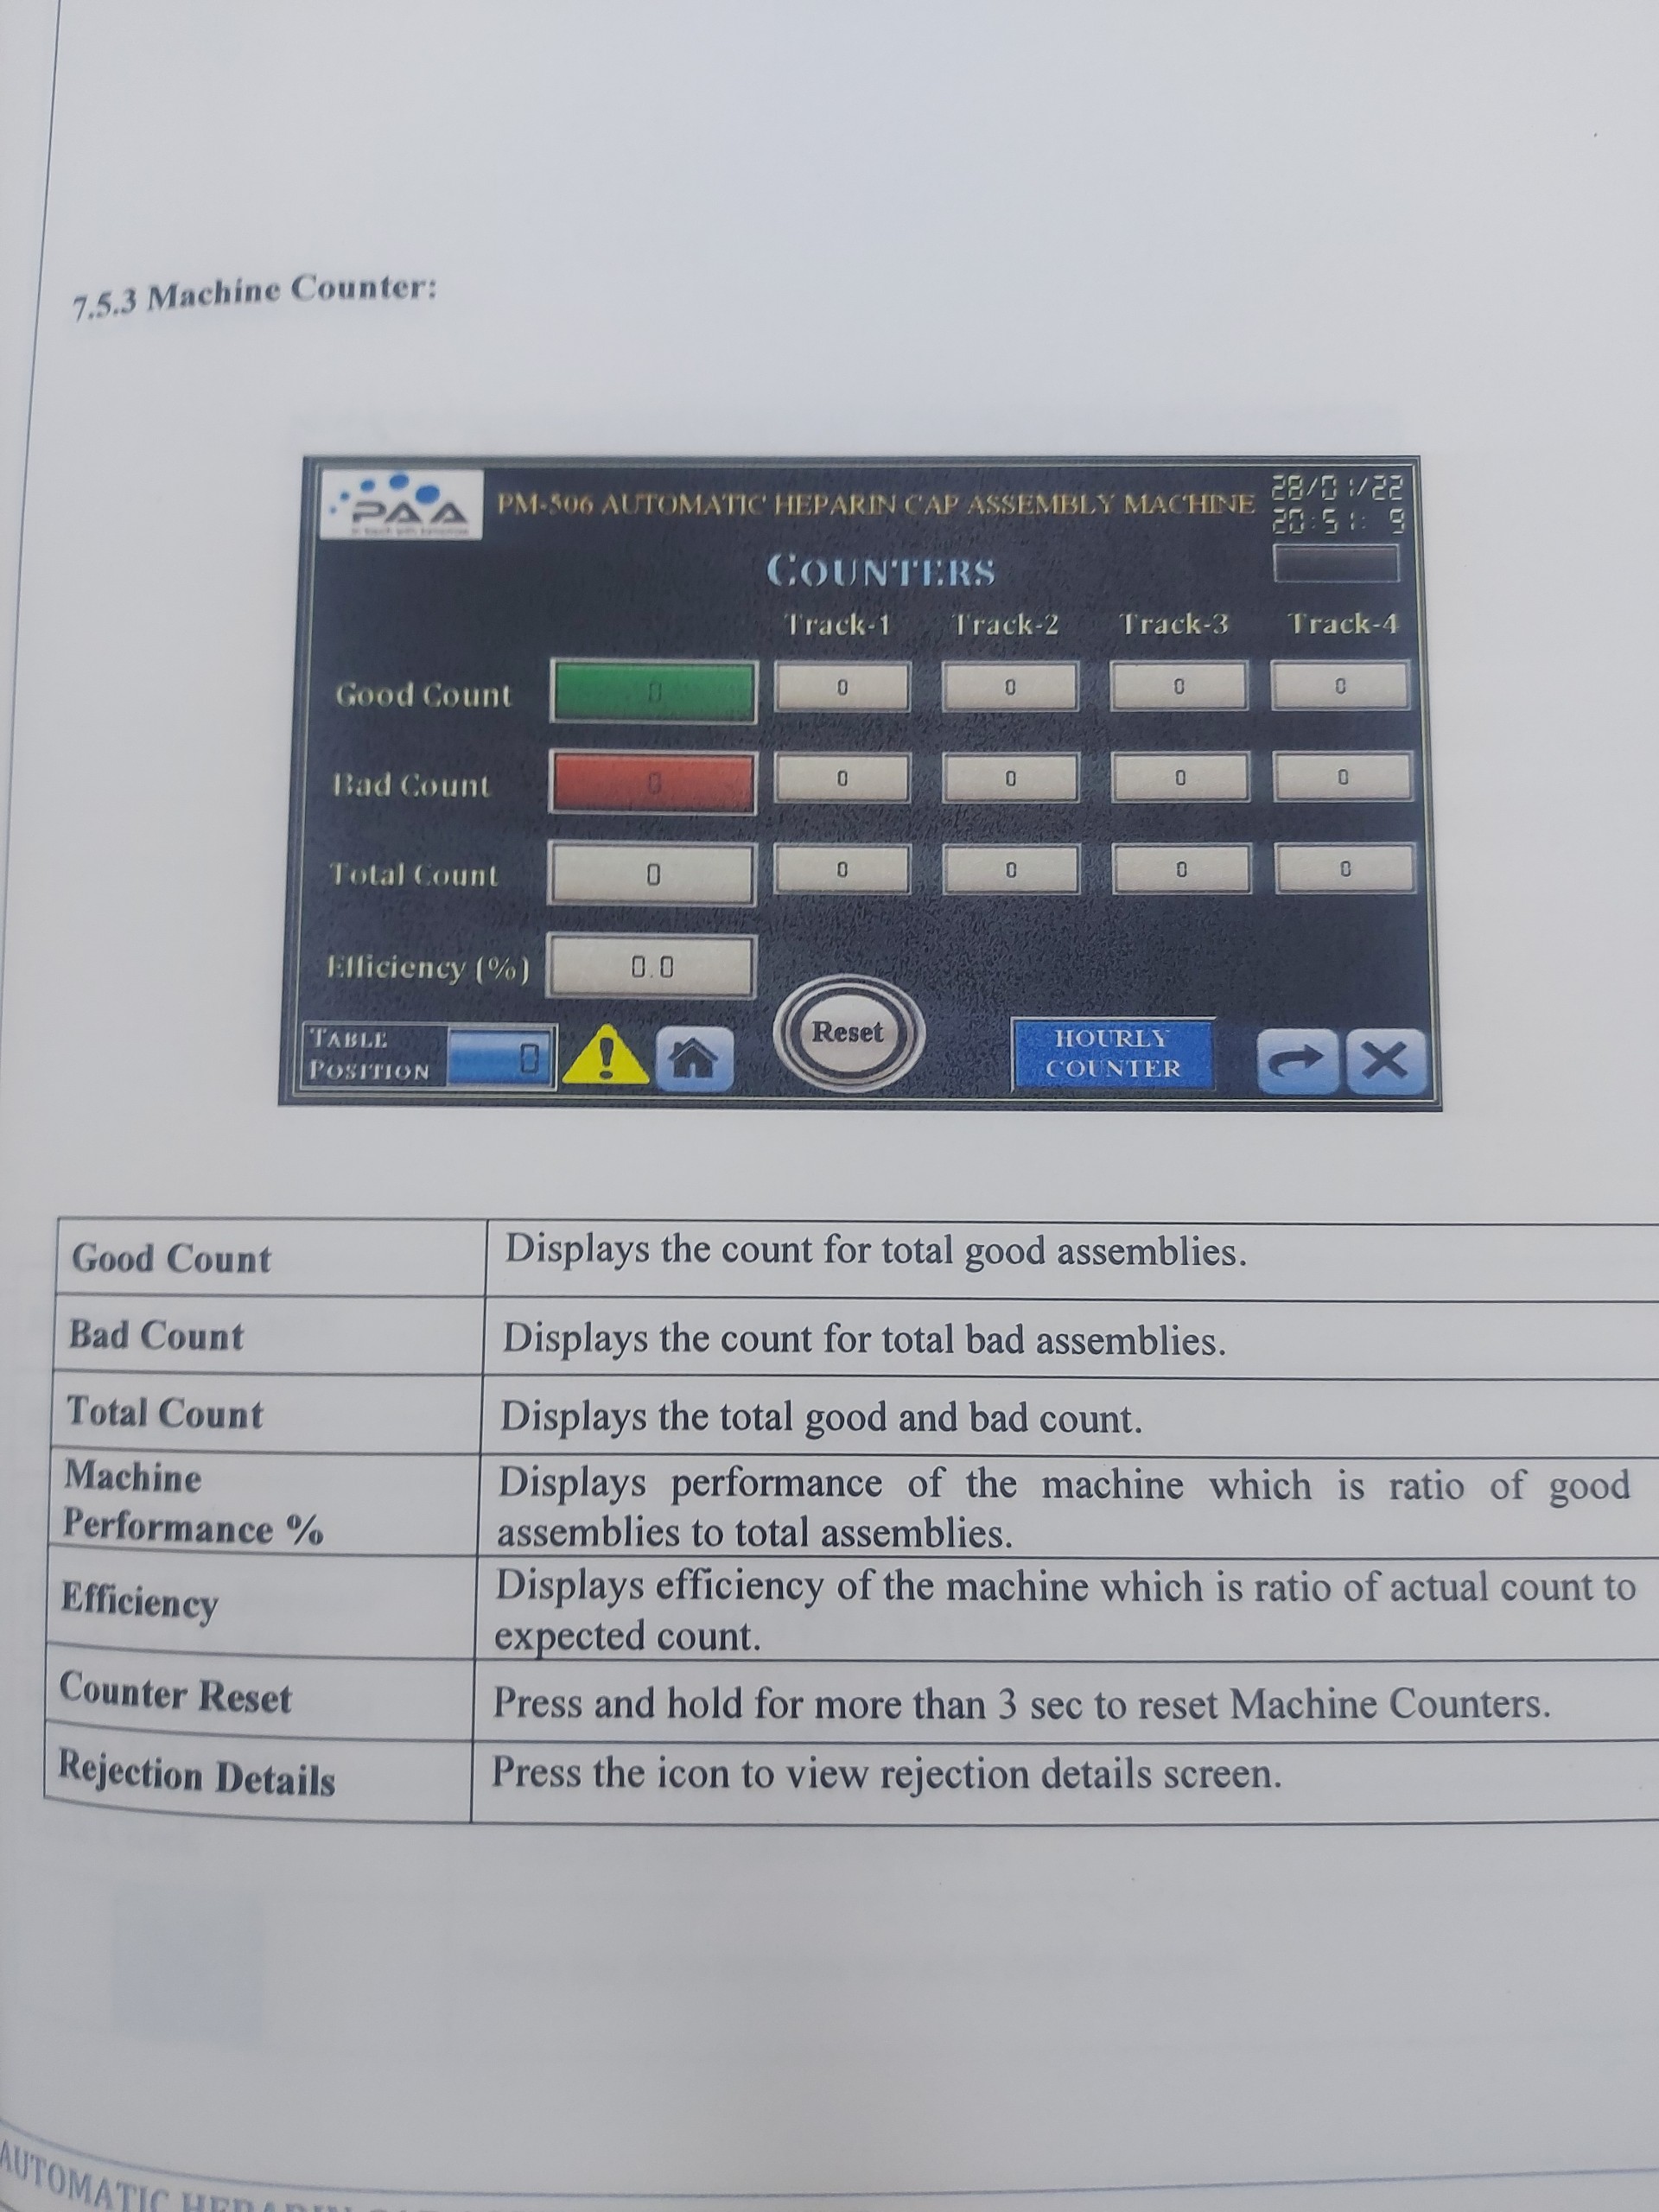 7.5.3 Machine Counter:
PAA
PM-506 AUTOMATIC HEPARIN CAP ASSEMBLY MACHINE
28/01/22
20:51: 9
COUNTERS
Track-1 Track-2 Track-3 Track-4
Good Count 0 0 0 0 0
Bad Count 0 0 0 0 0
Total Count 0 0 0 0 0
Efficiency (%) 0.0
TABLE
POSITION 0
Reset
HOURLY
COUNTER
Good Count Displays the count for total good assemblies.
Bad Count Displays the count for total bad assemblies.
Total Count Displays the total good and bad count.
Machine
Performance % Displays performance of the machine which is ratio of good
assemblies to total assemblies.
Efficiency Displays efficiency of the machine which is ratio of actual count to
expected count.
Counter Reset Press and hold for more than 3 sec to reset Machine Counters.
Rejection Details Press the icon to view rejection details screen.
AUTOMATIC HEPARIN